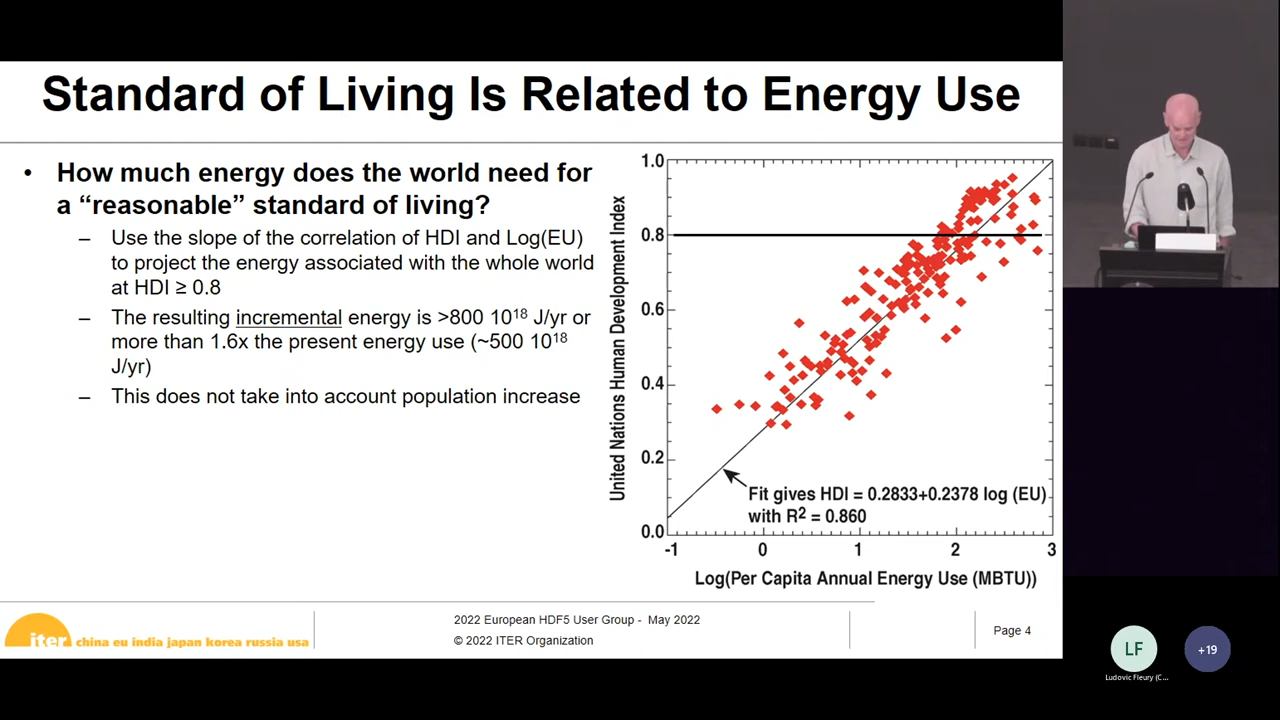 Standard of Living Is Related to Energy Use
• How much energy does the world need for
a “reasonable” standard of living?
– Use the slope of the correlation of HDI and Log(EU)
to project the energy associated with the whole world
at HDI ≥ 0.8
– The resulting incremental energy is >800 10¹⁸ J/yr or
more than 1.6x the present energy use (~500 10¹⁸
J/yr)
– This does not take into account population increase
United Nations Human Development Index
1.0
0.8
0.6
0.4
0.2
0.0
Fit gives HDI = 0.2833+0.2378 log (EU)
with R² = 0.860
-1 0 1 2 3
Log(Per Capita Annual Energy Use (MBTU))
iter china eu india japan korea russia usa
2022 European HDF5 User Group - May 2022
© 2022 ITER Organization
Page 4
LF
+19
Ludovic Fleury (C...